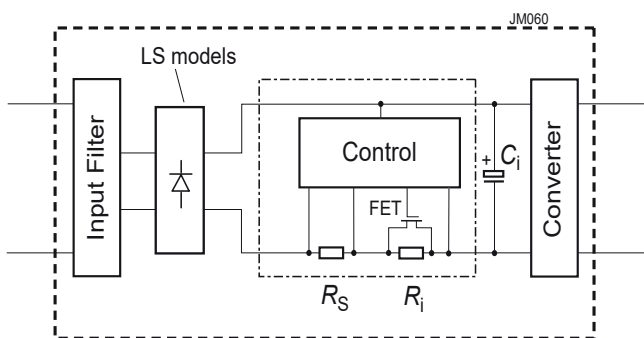 JM060
LS models
Input Filter
Control
FET
+
Ci
Converter
RS
Ri